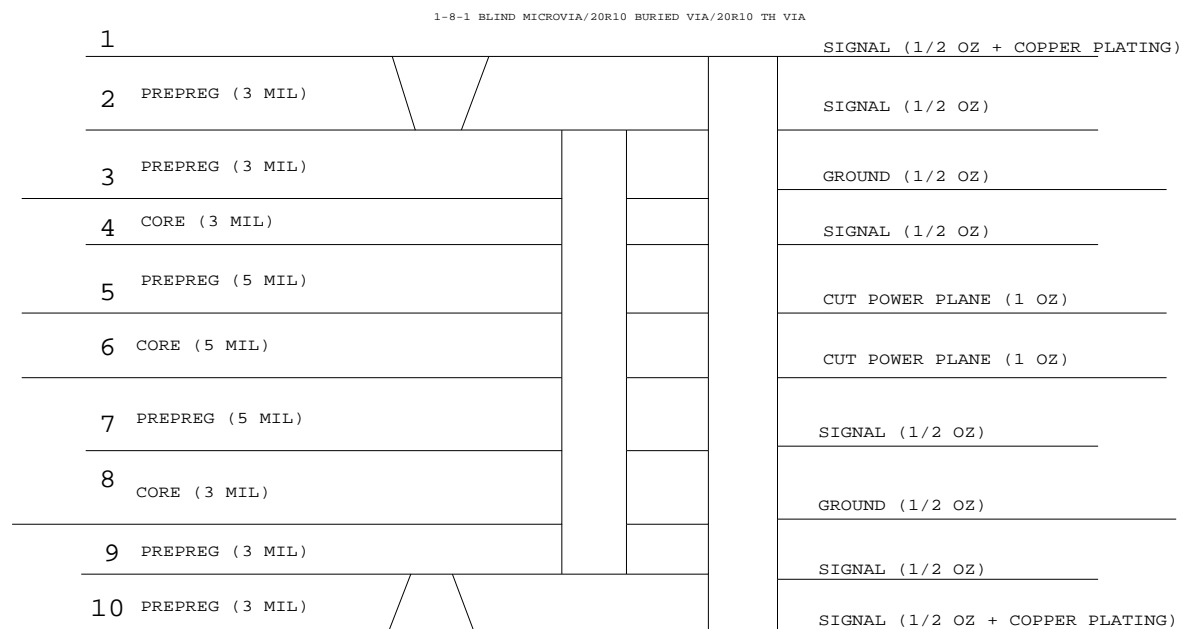 1-8-1 BLIND MICROVIA/20R10 BURIED VIA/20R10 TH VIA
1
SIGNAL (1/2 OZ + COPPER PLATING)
2 PREPREG (3 MIL)
SIGNAL (1/2 OZ)
3 PREPREG (3 MIL)
GROUND (1/2 OZ)
4 CORE (3 MIL)
SIGNAL (1/2 OZ)
5 PREPREG (5 MIL)
CUT POWER PLANE (1 OZ)
6 CORE (5 MIL)
CUT POWER PLANE (1 OZ)
7 PREPREG (5 MIL)
SIGNAL (1/2 OZ)
8 CORE (3 MIL)
GROUND (1/2 OZ)
9 PREPREG (3 MIL)
SIGNAL (1/2 OZ)
10 PREPREG (3 MIL)
SIGNAL (1/2 OZ + COPPER PLATING)